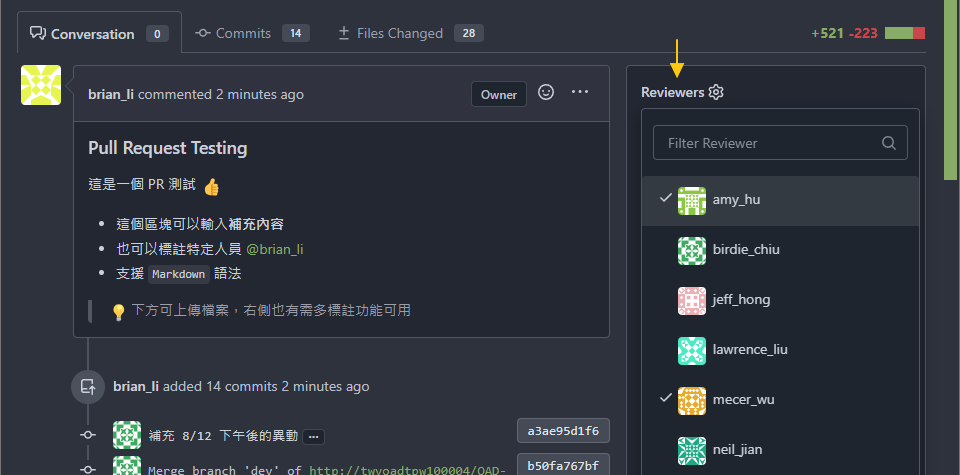 Conversation 0 Commits 14 Files Changed 28 +521 -223
brian_li commented 2 minutes ago Owner
Pull Request Testing
這是一個 PR 測試 👍
• 這個區塊可以輸入補充內容
• 也可以標註特定人員 @brian_li
• 支援 Markdown 語法
💡 下方可上傳檔案，右側也有需多標註功能可用
brian_li added 14 commits 2 minutes ago
補充 8/12 下午後的異動 ... a3ae95d1f6
Merge branch 'dev' of http://twvoadtpw100004/OAD- b50fa767bf
Reviewers
Filter Reviewer
amy_hu
birdie_chiu
jeff_hong
lawrence_liu
mecer_wu
neil_jian